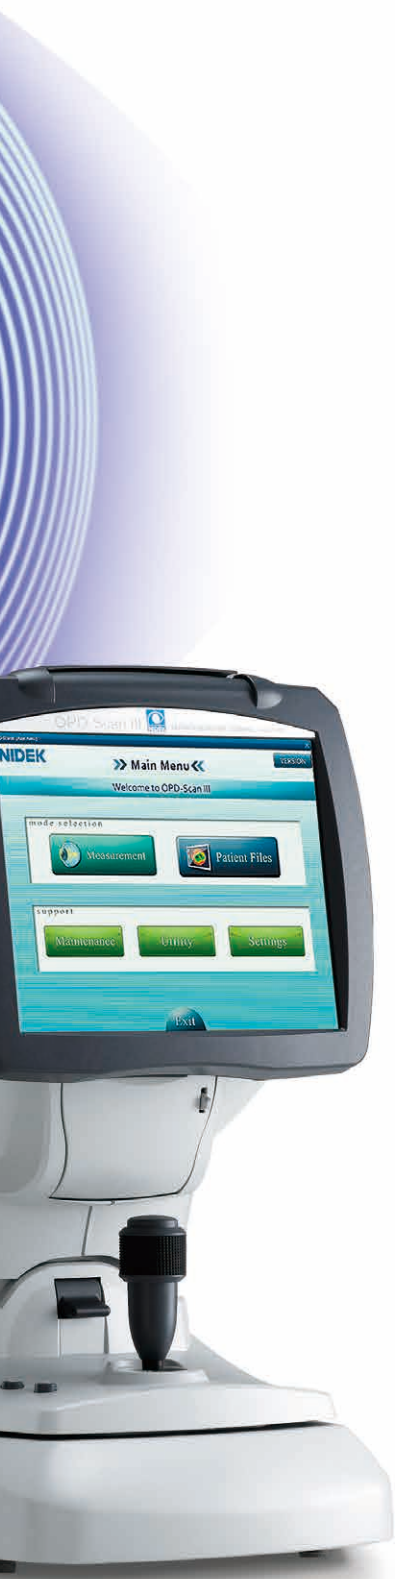 OPD-Scan III
NIDEK
>> Main Menu <<
VERSION
Welcome to OPD-Scan III
mode selection
Measurement
Patient Files
support
Maintenance
Utility
Settings
Exit